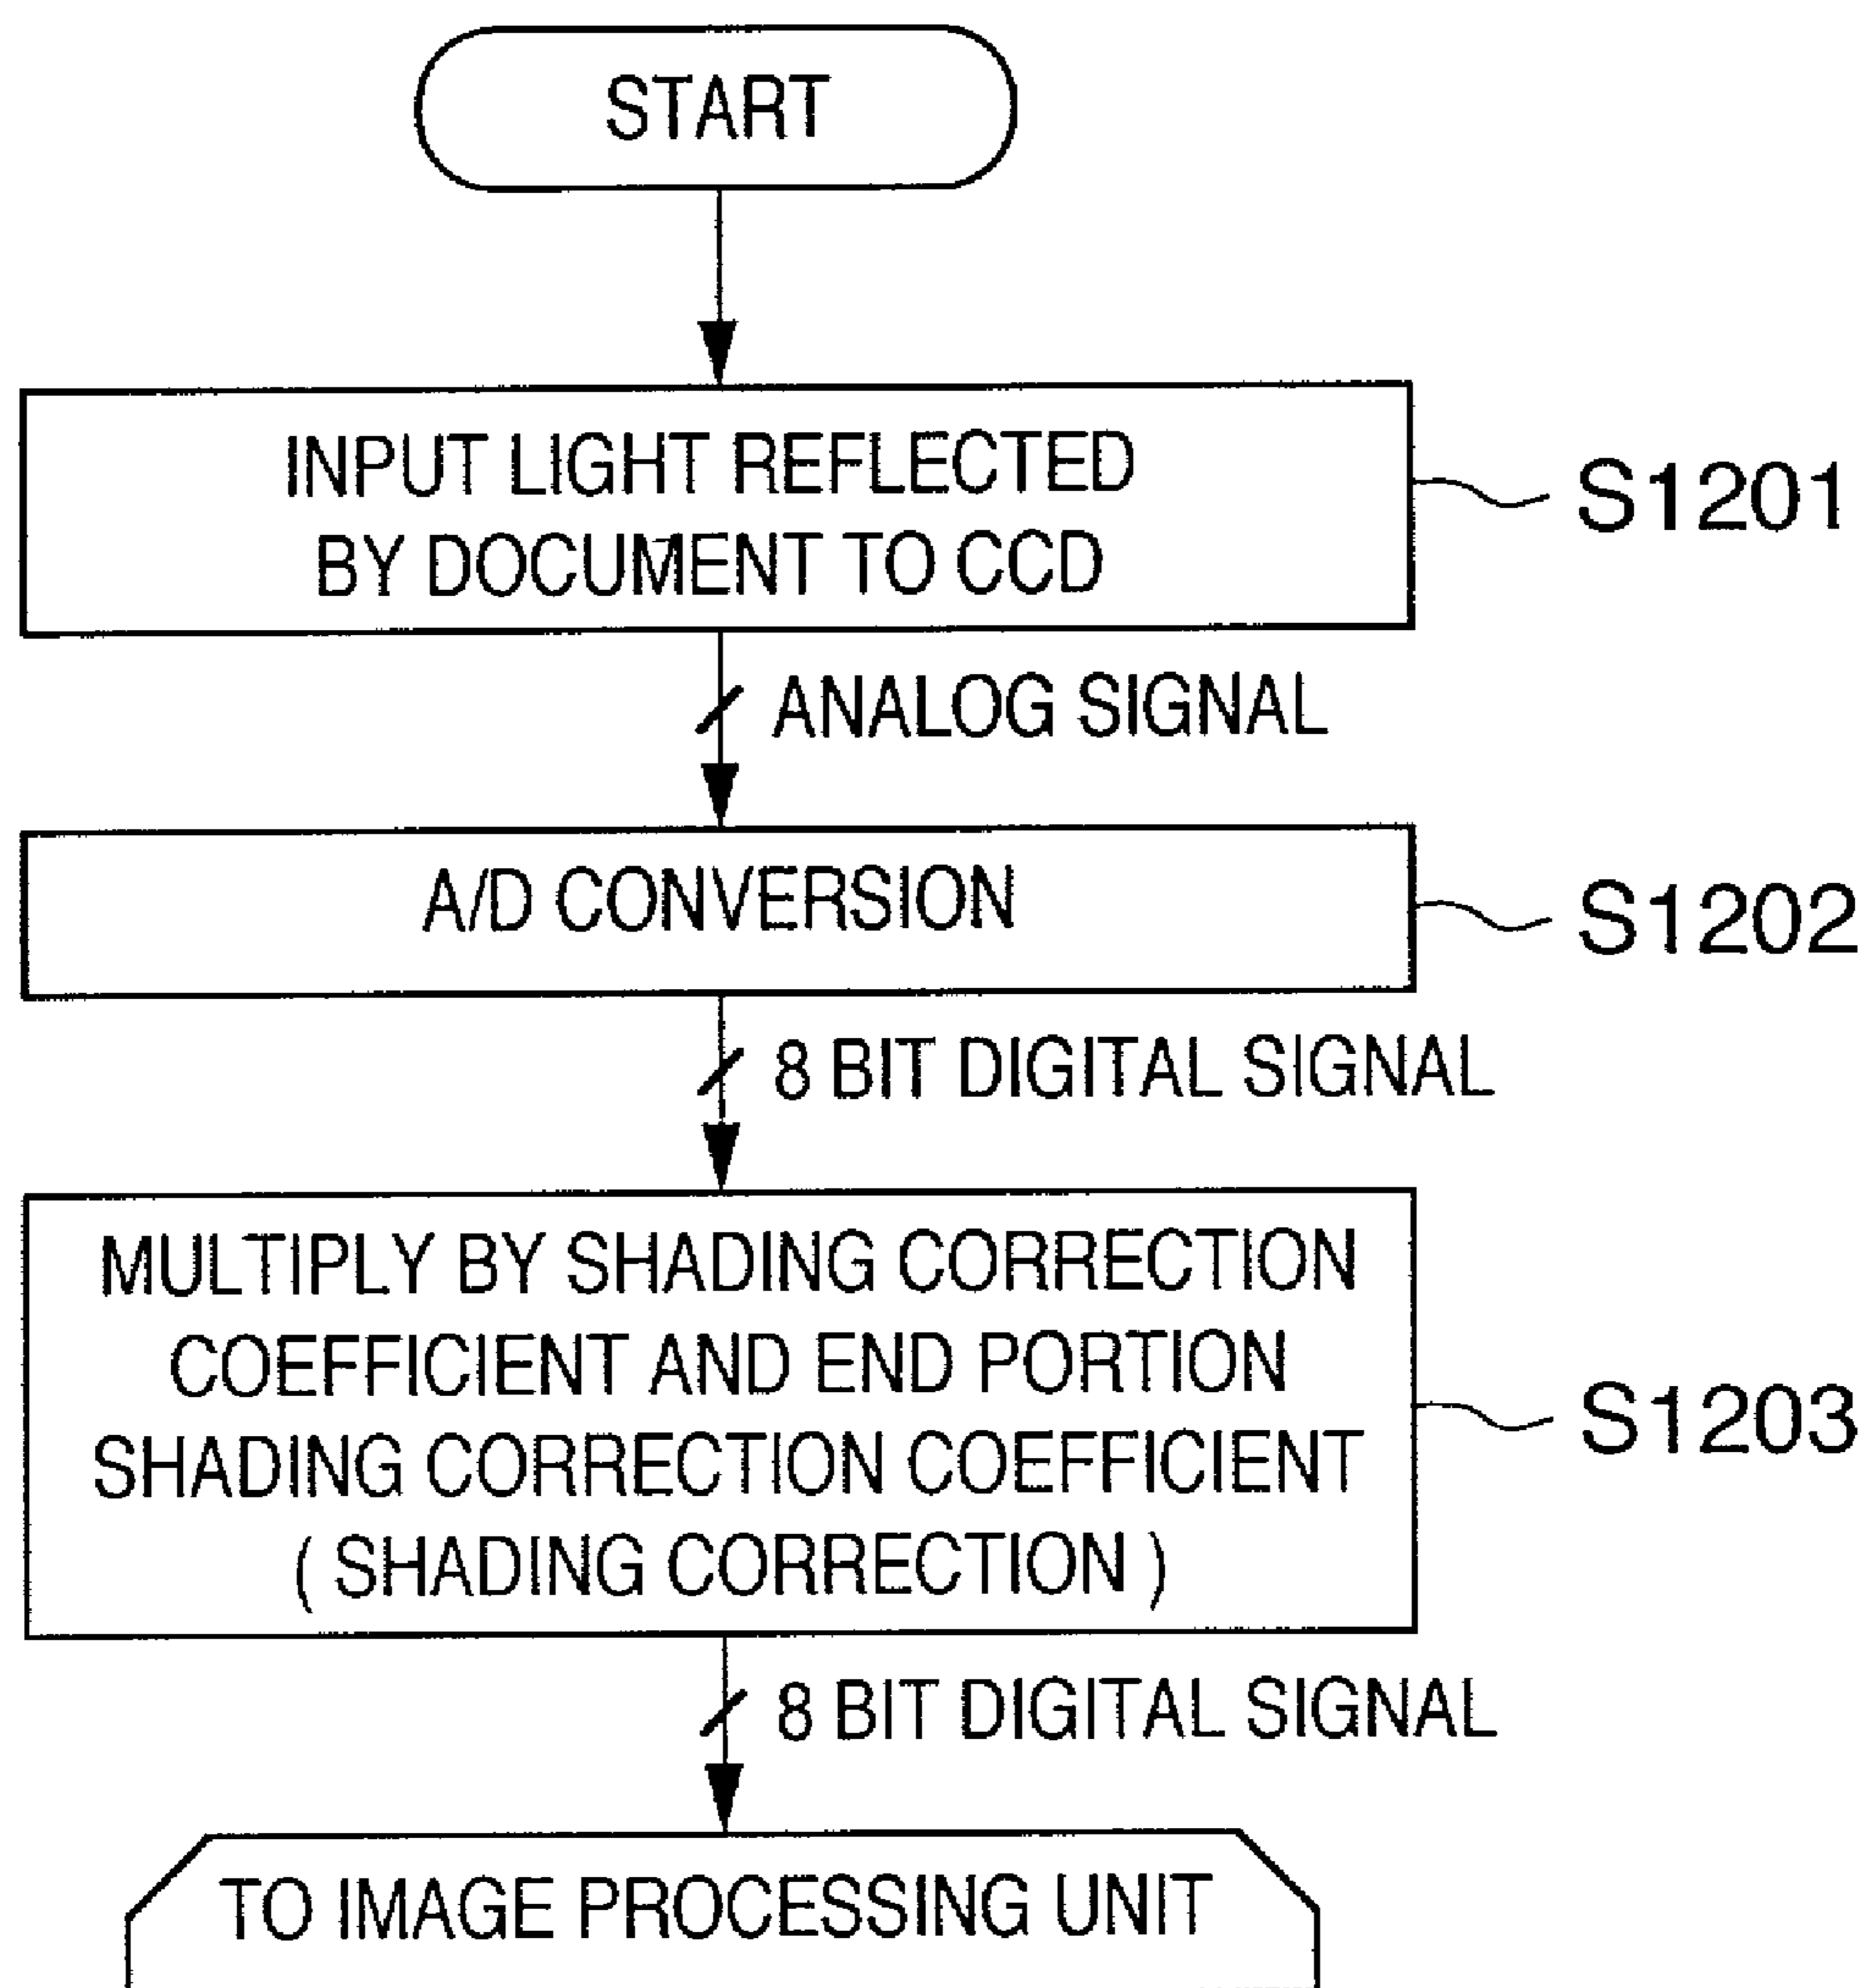 START
INPUT LIGHT REFLECTED
BY DOCUMENT TO CCD
S1201
ANALOG SIGNAL
A/D CONVERSION
S1202
8 BIT DIGITAL SIGNAL
MULTIPLY BY SHADING CORRECTION
COEFFICIENT AND END PORTION
SHADING CORRECTION COEFFICIENT
( SHADING CORRECTION )
S1203
8 BIT DIGITAL SIGNAL
TO IMAGE PROCESSING UNIT